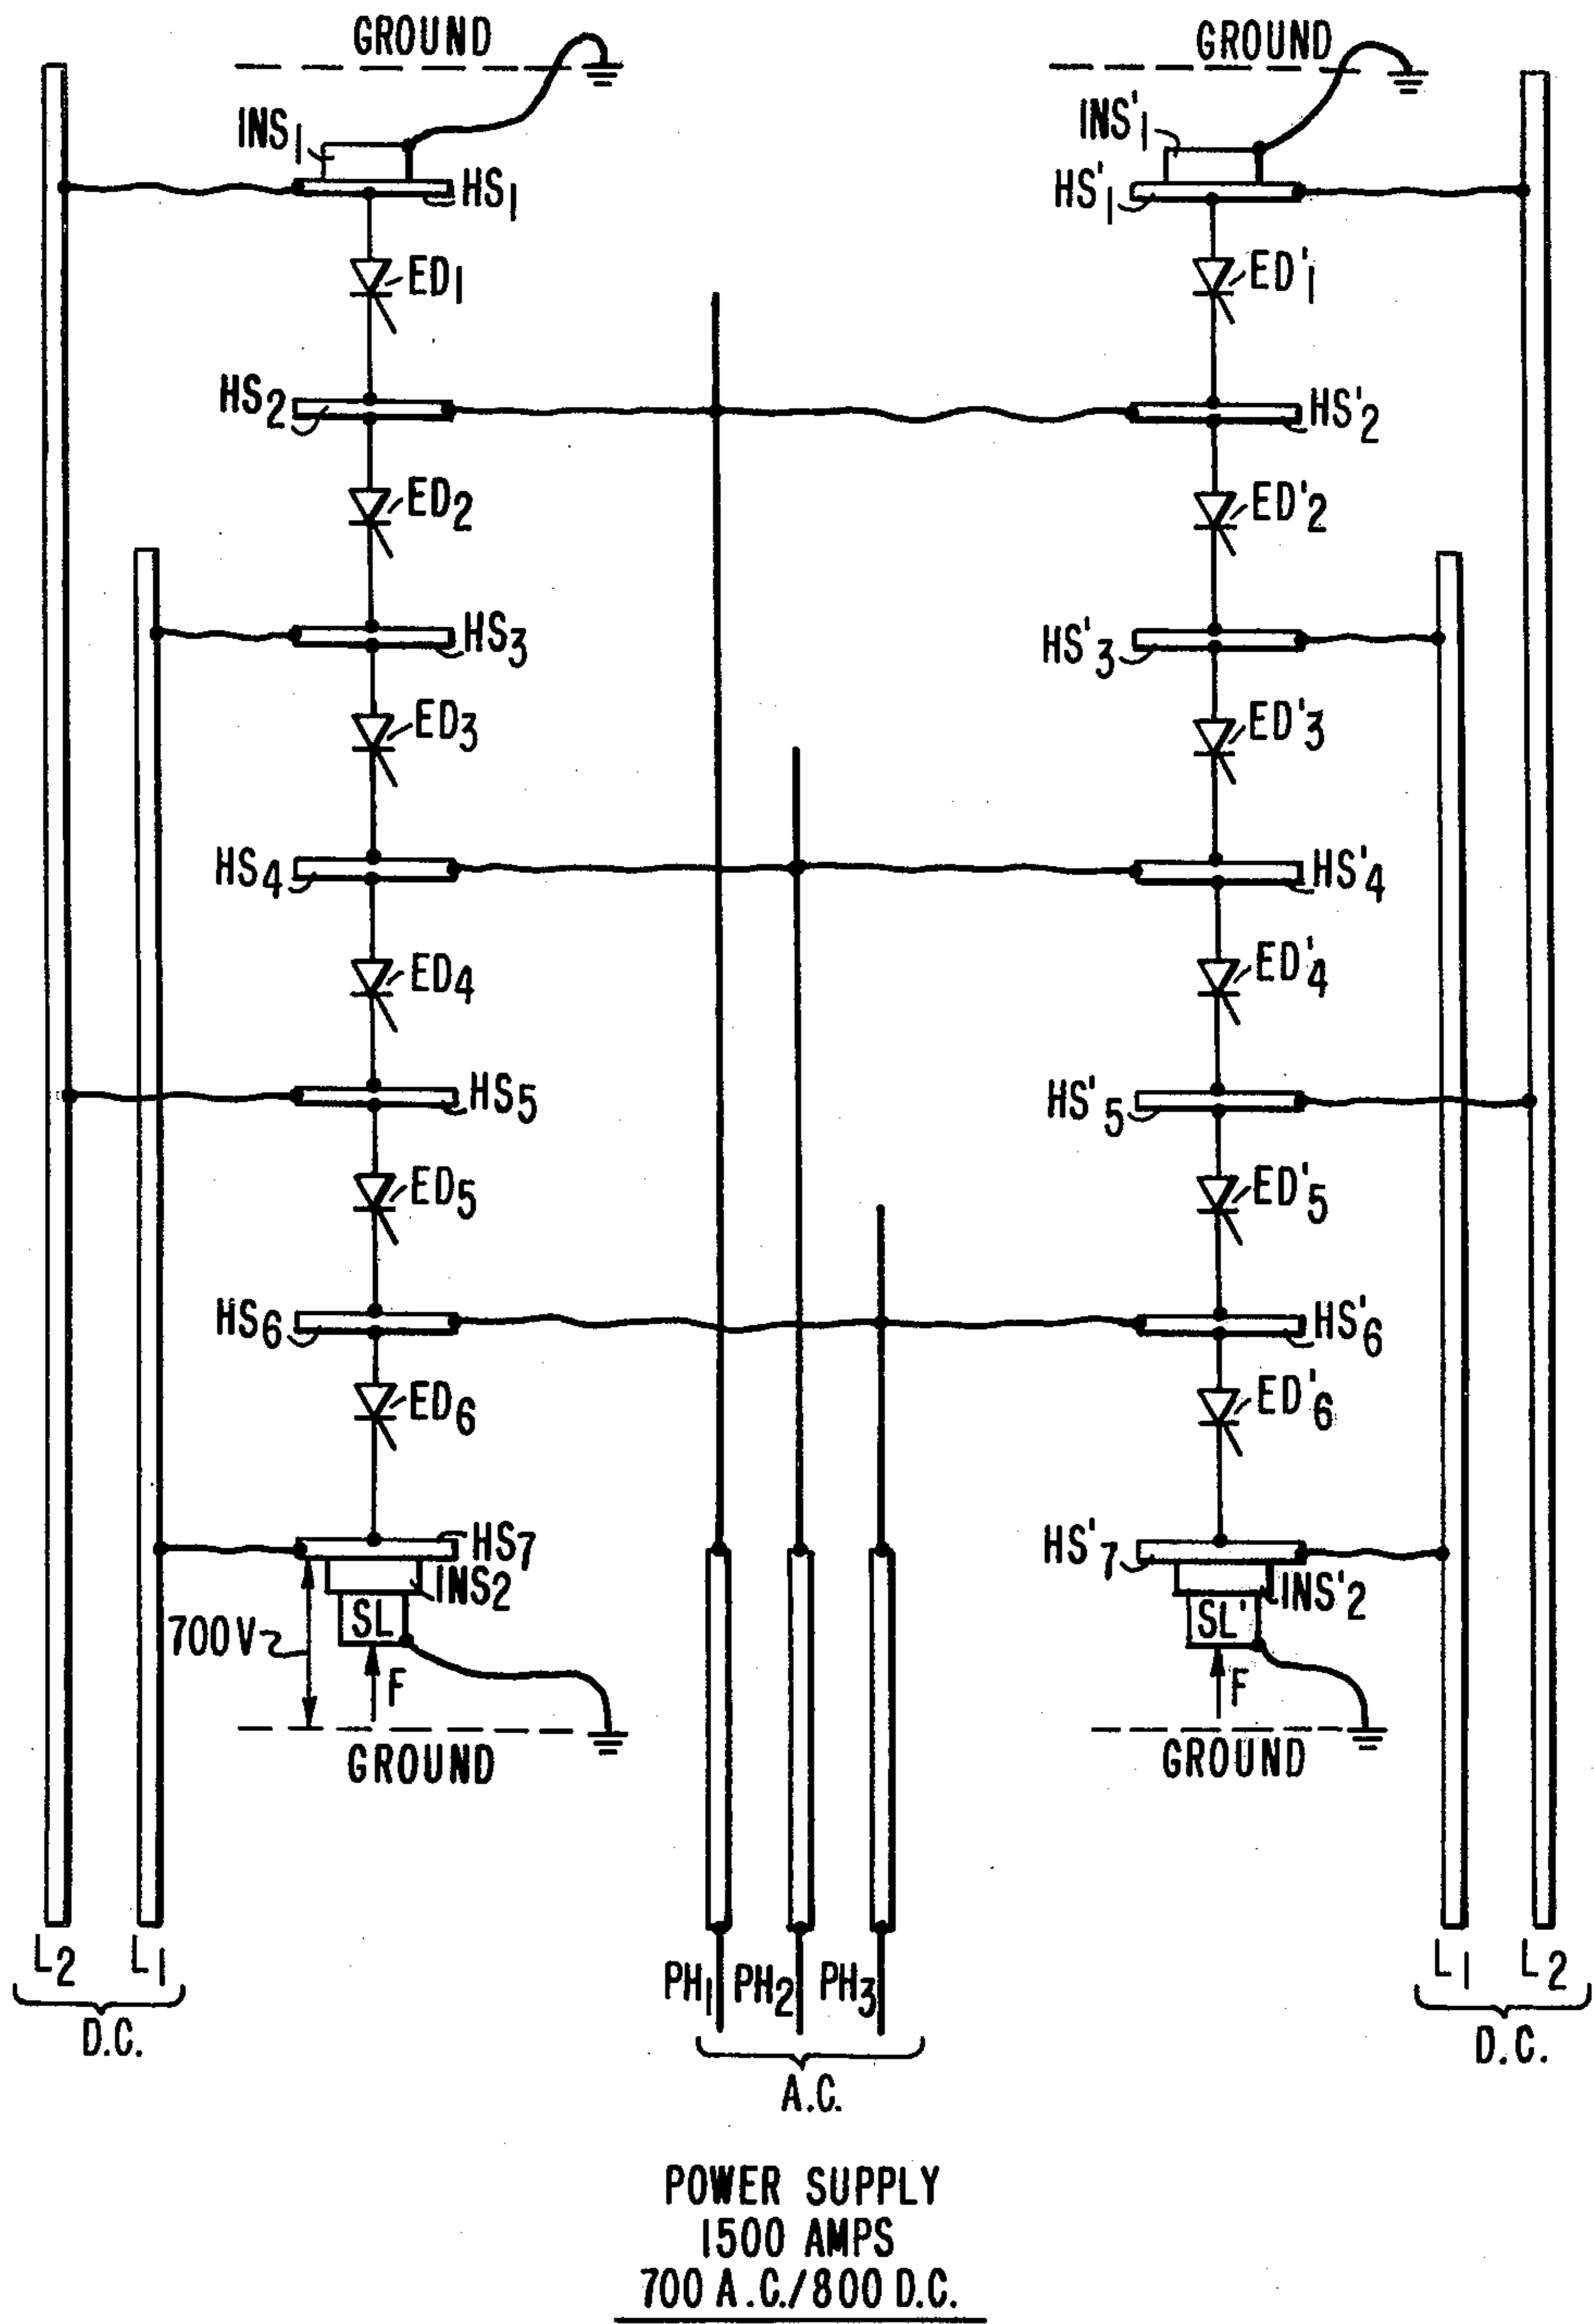 GROUND GROUND
INS1 INS'1
HS1 HS'1
ED1 ED'1
HS2 HS'2
ED2 ED'2
HS3 HS'3
ED3 ED'3
HS4 HS'4
ED4 ED'4
HS5 HS'5
ED5 ED'5
HS6 HS'6
ED6 ED'6
HS7 HS'7
INS2 INS'2
700V SL SL'
F F
GROUND GROUND
L2 L1 PH1 PH2 PH3 L1 L2
D.C. A.C. D.C.
POWER SUPPLY
1500 AMPS
700 A.C./800 D.C.